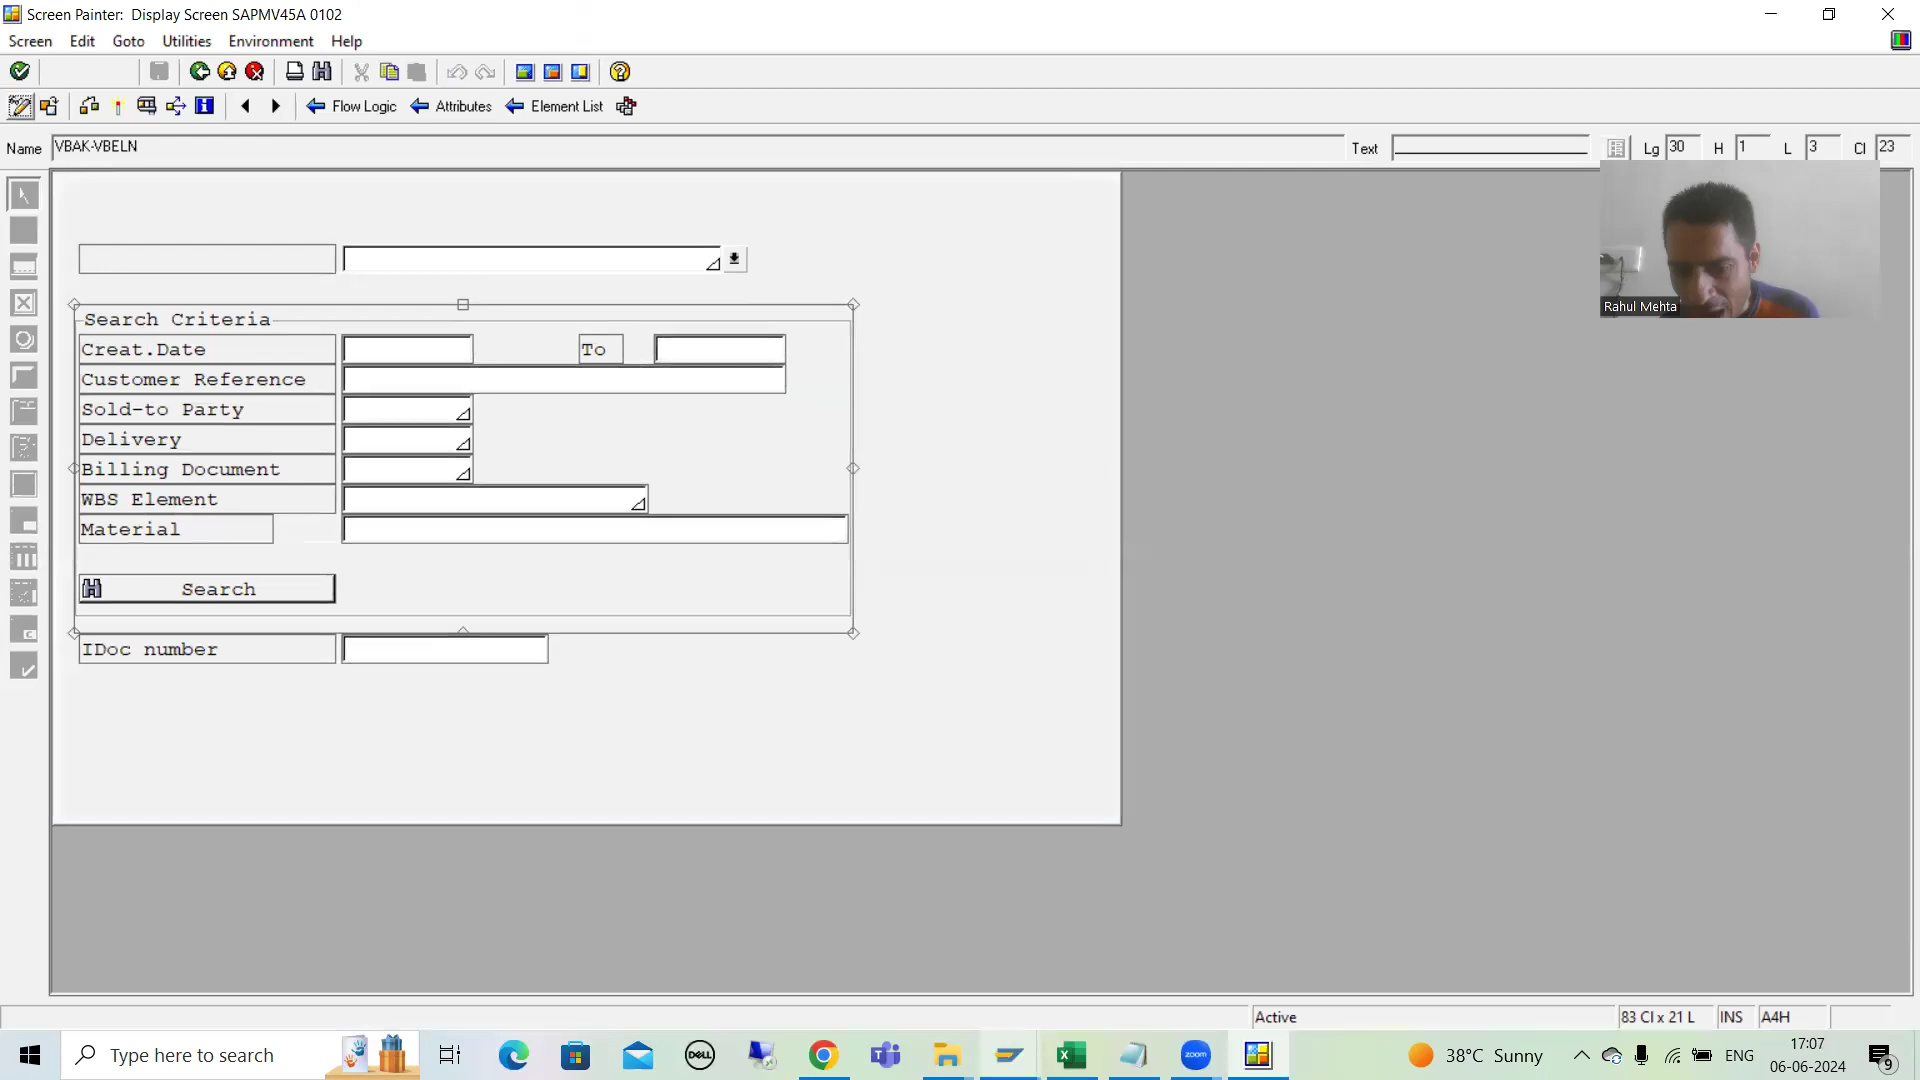 Screen Painter: Display Screen SAPMV45A 0102
Screen Edit Goto Utilities Environment Help
Flow Logic Attributes Element List
Name VBAK-VBELN Text Lg 30 H 1 L 3 Cl 23
Rahul Mehta
Search Criteria
Creat.Date To
Customer Reference
Sold-to Party
Delivery
Billing Document
WBS Element
Material
Search
IDoc number
Active 83 Cl x 21 L INS A4H
Type here to search DELL zoom 38°C Sunny ENG 17:07
06-06-2024 9